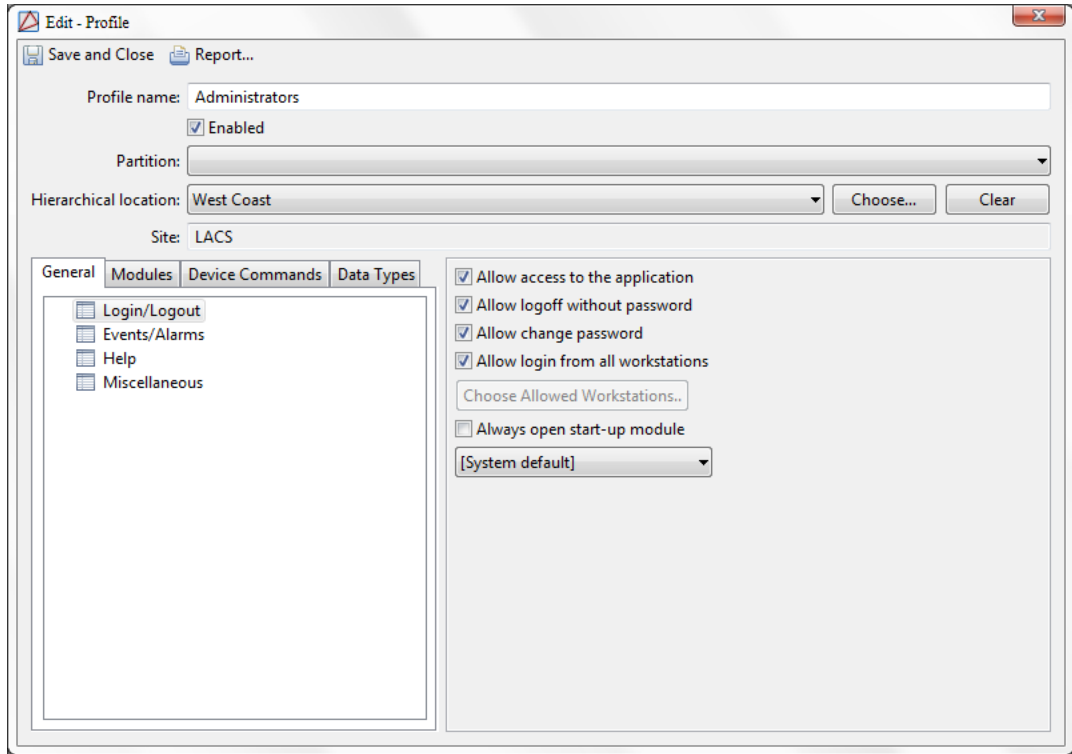 Edit - Profile
Save and Close Report...
Profile name: Administrators
Enabled
Partition:
Hierarchical location: West Coast Choose... Clear
Site: LACS
General Modules Device Commands Data Types
Login/Logout
Events/Alarms
Help
Miscellaneous
Allow access to the application
Allow logoff without password
Allow change password
Allow login from all workstations
Choose Allowed Workstations..
Always open start-up module
[System default]